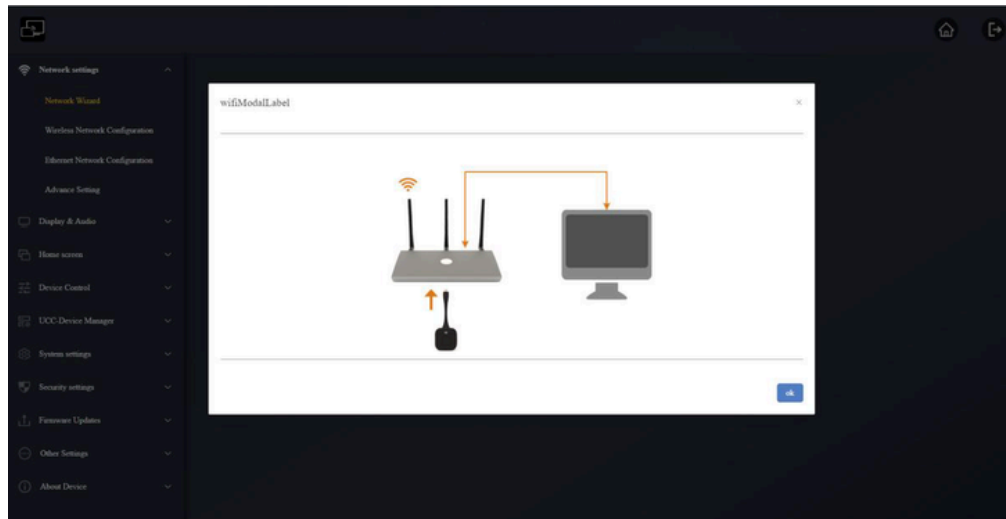 Network settings
Network Wizard
Wireless Network Configuration
Ethernet Network Configuration
Advance Setting
Display & Audio
Home screen
Device Control
UCC-Device Manager
System settings
Security settings
Firmware Updates
Other Settings
About Device
wifiModalLabel
×
ok